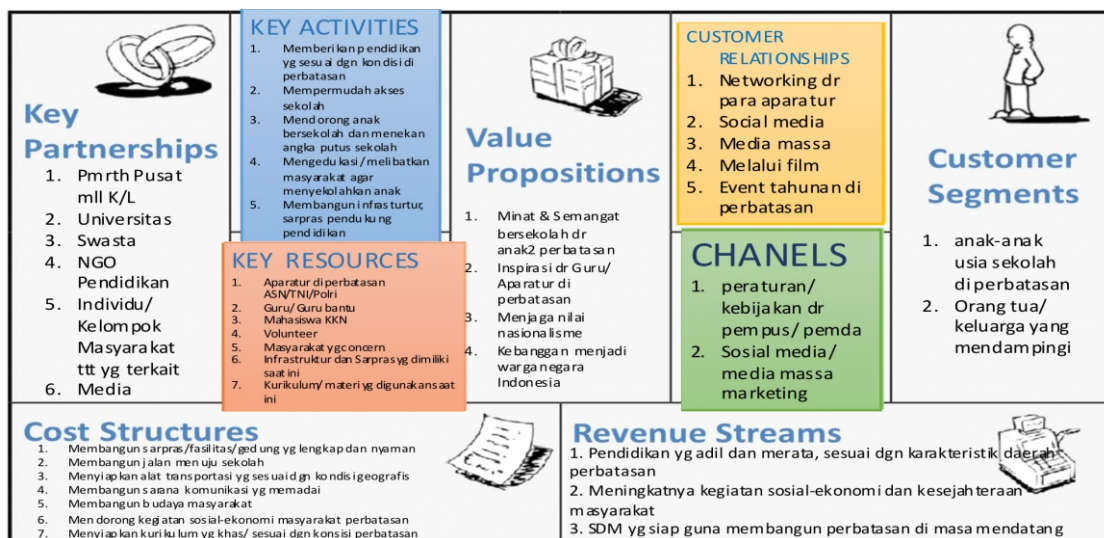 Key
Partnerships
1. Pmrth Pusat
mll K/L
2. Universitas
3. Swasta
4. NGO
Pendidikan
5. Individu/
Kelompok
Masyarakat
ttt yg terkait
6. Media
KEY ACTIVITIES
1. Memberikan pendidikan
yg sesuai dgn kondisi di
perbatasan
2. Mempermudah akses
sekolah
3. Mendorong anak
bersekolah dan menekan
angka putus sekolah
4. Mengedukasi/melibatkan
masyarakat agar
menyekolahkan anak
5. Membangun infrasturtur,
sarpras pendukung
pendidikan
KEY RESOURCES
1. Aparatur di perbatasan
ASN/TNI/Polri
2. Guru/Guru bantu
3. Mahasiswa KKN
4. Volunteer
5. Masyarakat yg concern
6. Infrastruktur dan Sarpras yg dimiliki
saat ini
7. Kurikulum/materi yg digunakan saat
ini
Value
Propositions
1. Minat & Semangat
bersekolah dr
anak2 perbatasan
2. Inspirasi dr Guru/
Aparatur di
perbatasan
3. Menjaga nilai
nasionalisme
4. Kebanggan menjadi
warga negara
Indonesia
CUSTOMER
RELATIONSHIPS
1. Networking dr
para aparatur
2. Social media
3. Media massa
4. Melalui film
5. Event tahunan di
perbatasan
CHANELS
1. peraturan/
kebijakan dr
pempus/ pemda
2. Sosial media/
media massa
marketing
Customer
Segments
1. anak-anak
usia sekolah
di perbatasan
2. Orang tua/
keluarga yang
mendampingi
Cost Structures
1. Membangun sarpras/fasilitas/gedung yg lengkap dan nyaman
2. Membangun jalan menuju sekolah
3. Menyiapkan alat transportasi yg sesuai dgn kondisi geografis
4. Membangun sarana komunikasi yg memadai
5. Membangun budaya masyarakat
6. Mendorong kegiatan sosial-ekonomi masyarakat perbatasan
7. Menyiapkan kurikulum yg khas/ sesuai dgn konsisi perbatasan
Revenue Streams
1. Pendidikan yg adil dan merata, sesuai dgn karakteristik daerah
perbatasan
2. Meningkatnya kegiatan sosial-ekonomi dan kesejahteraan
masyarakat
3. SDM yg siap guna membangun perbatasan di masa mendatang